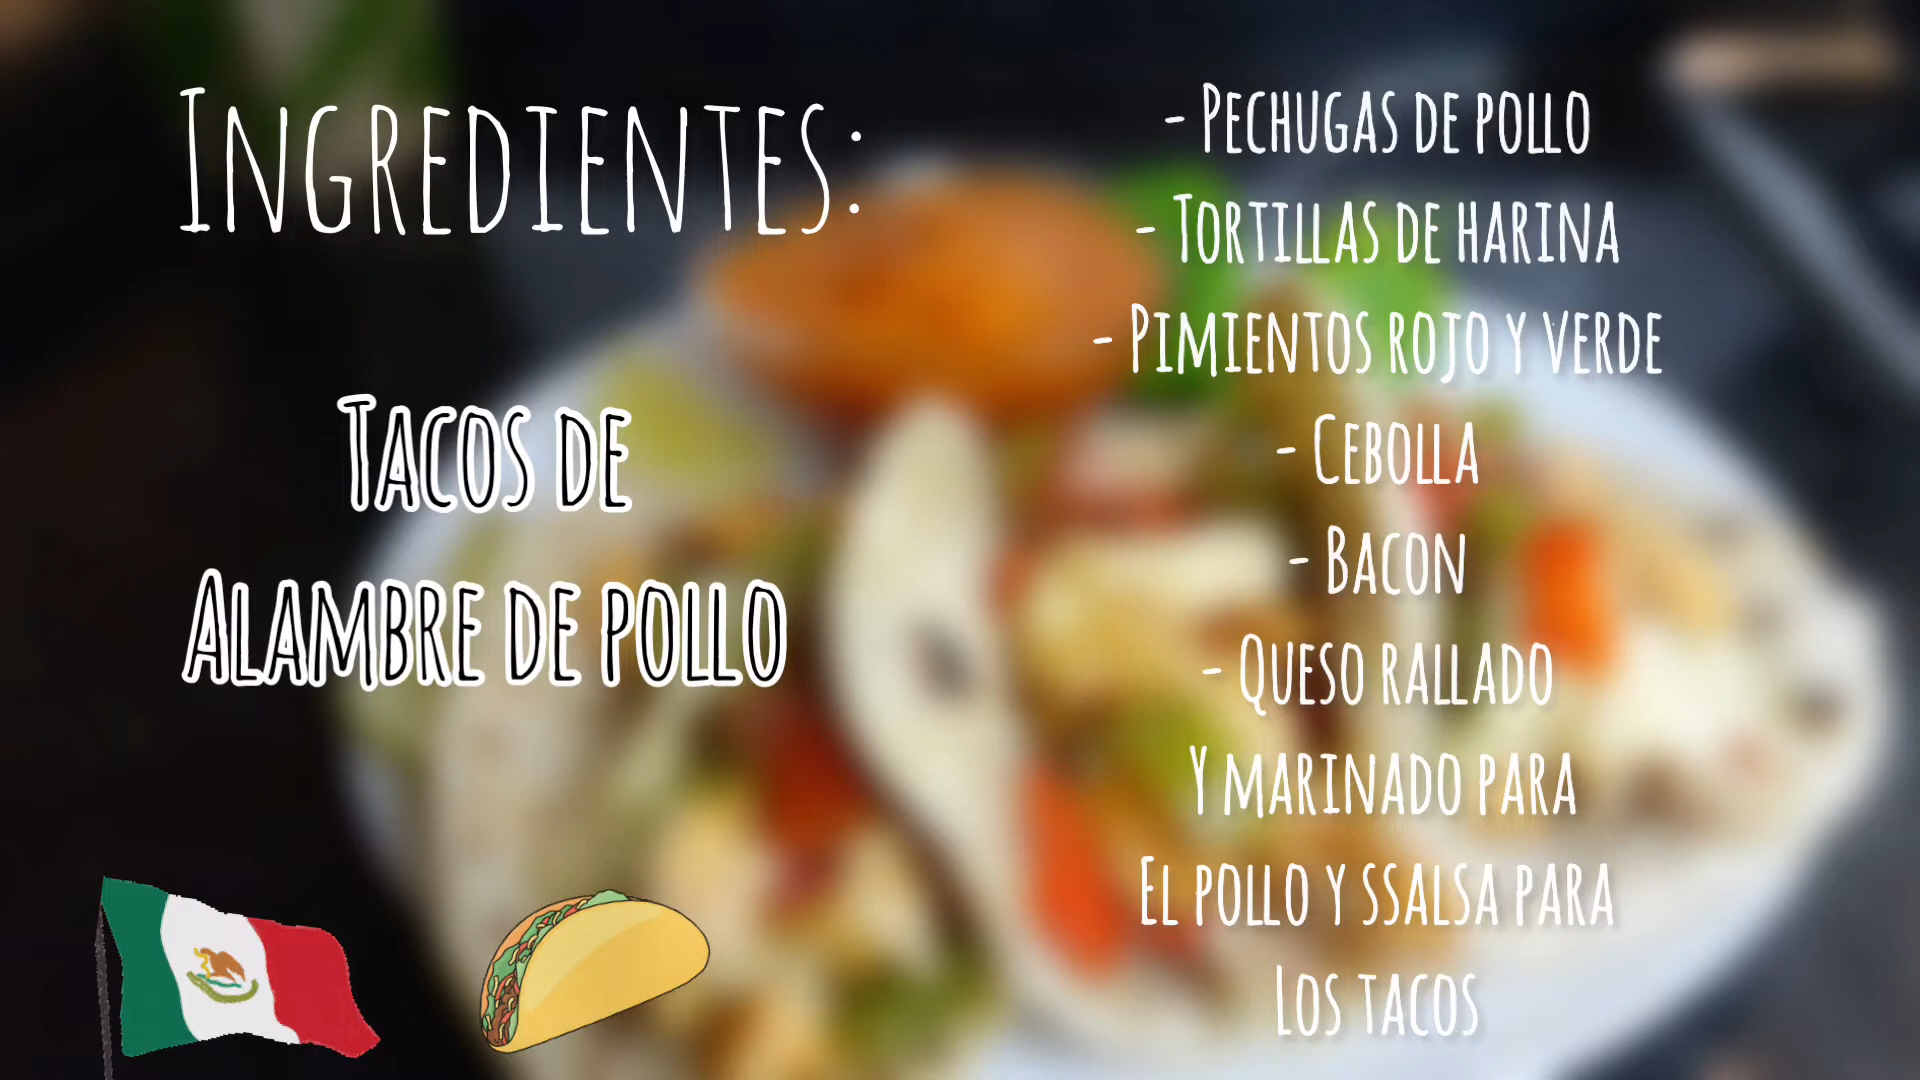 Ingredientes:
Tacos de
Alambre de pollo
- Pechugas de pollo
- Tortillas de harina
- Pimientos rojo y verde
- Cebolla
- Bacon
- Queso rallado
Y marinado para
El pollo y ssalsa para
Los tacos